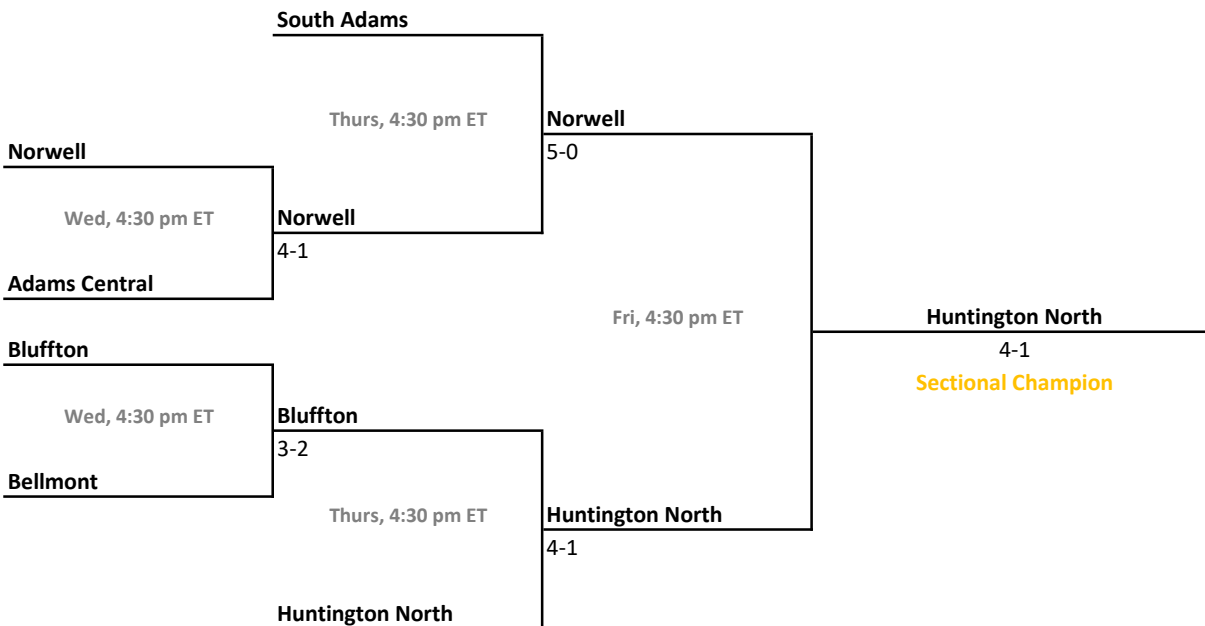 South Adams
Thurs, 4:30 pm ET
Norwell
5-0
Norwell
Wed, 4:30 pm ET
Norwell
4-1
Adams Central
Fri, 4:30 pm ET
Huntington North
4-1
Sectional Champion
Bluffton
Wed, 4:30 pm ET
Bluffton
3-2
Bellmont
Thurs, 4:30 pm ET
Huntington North
4-1
Huntington North